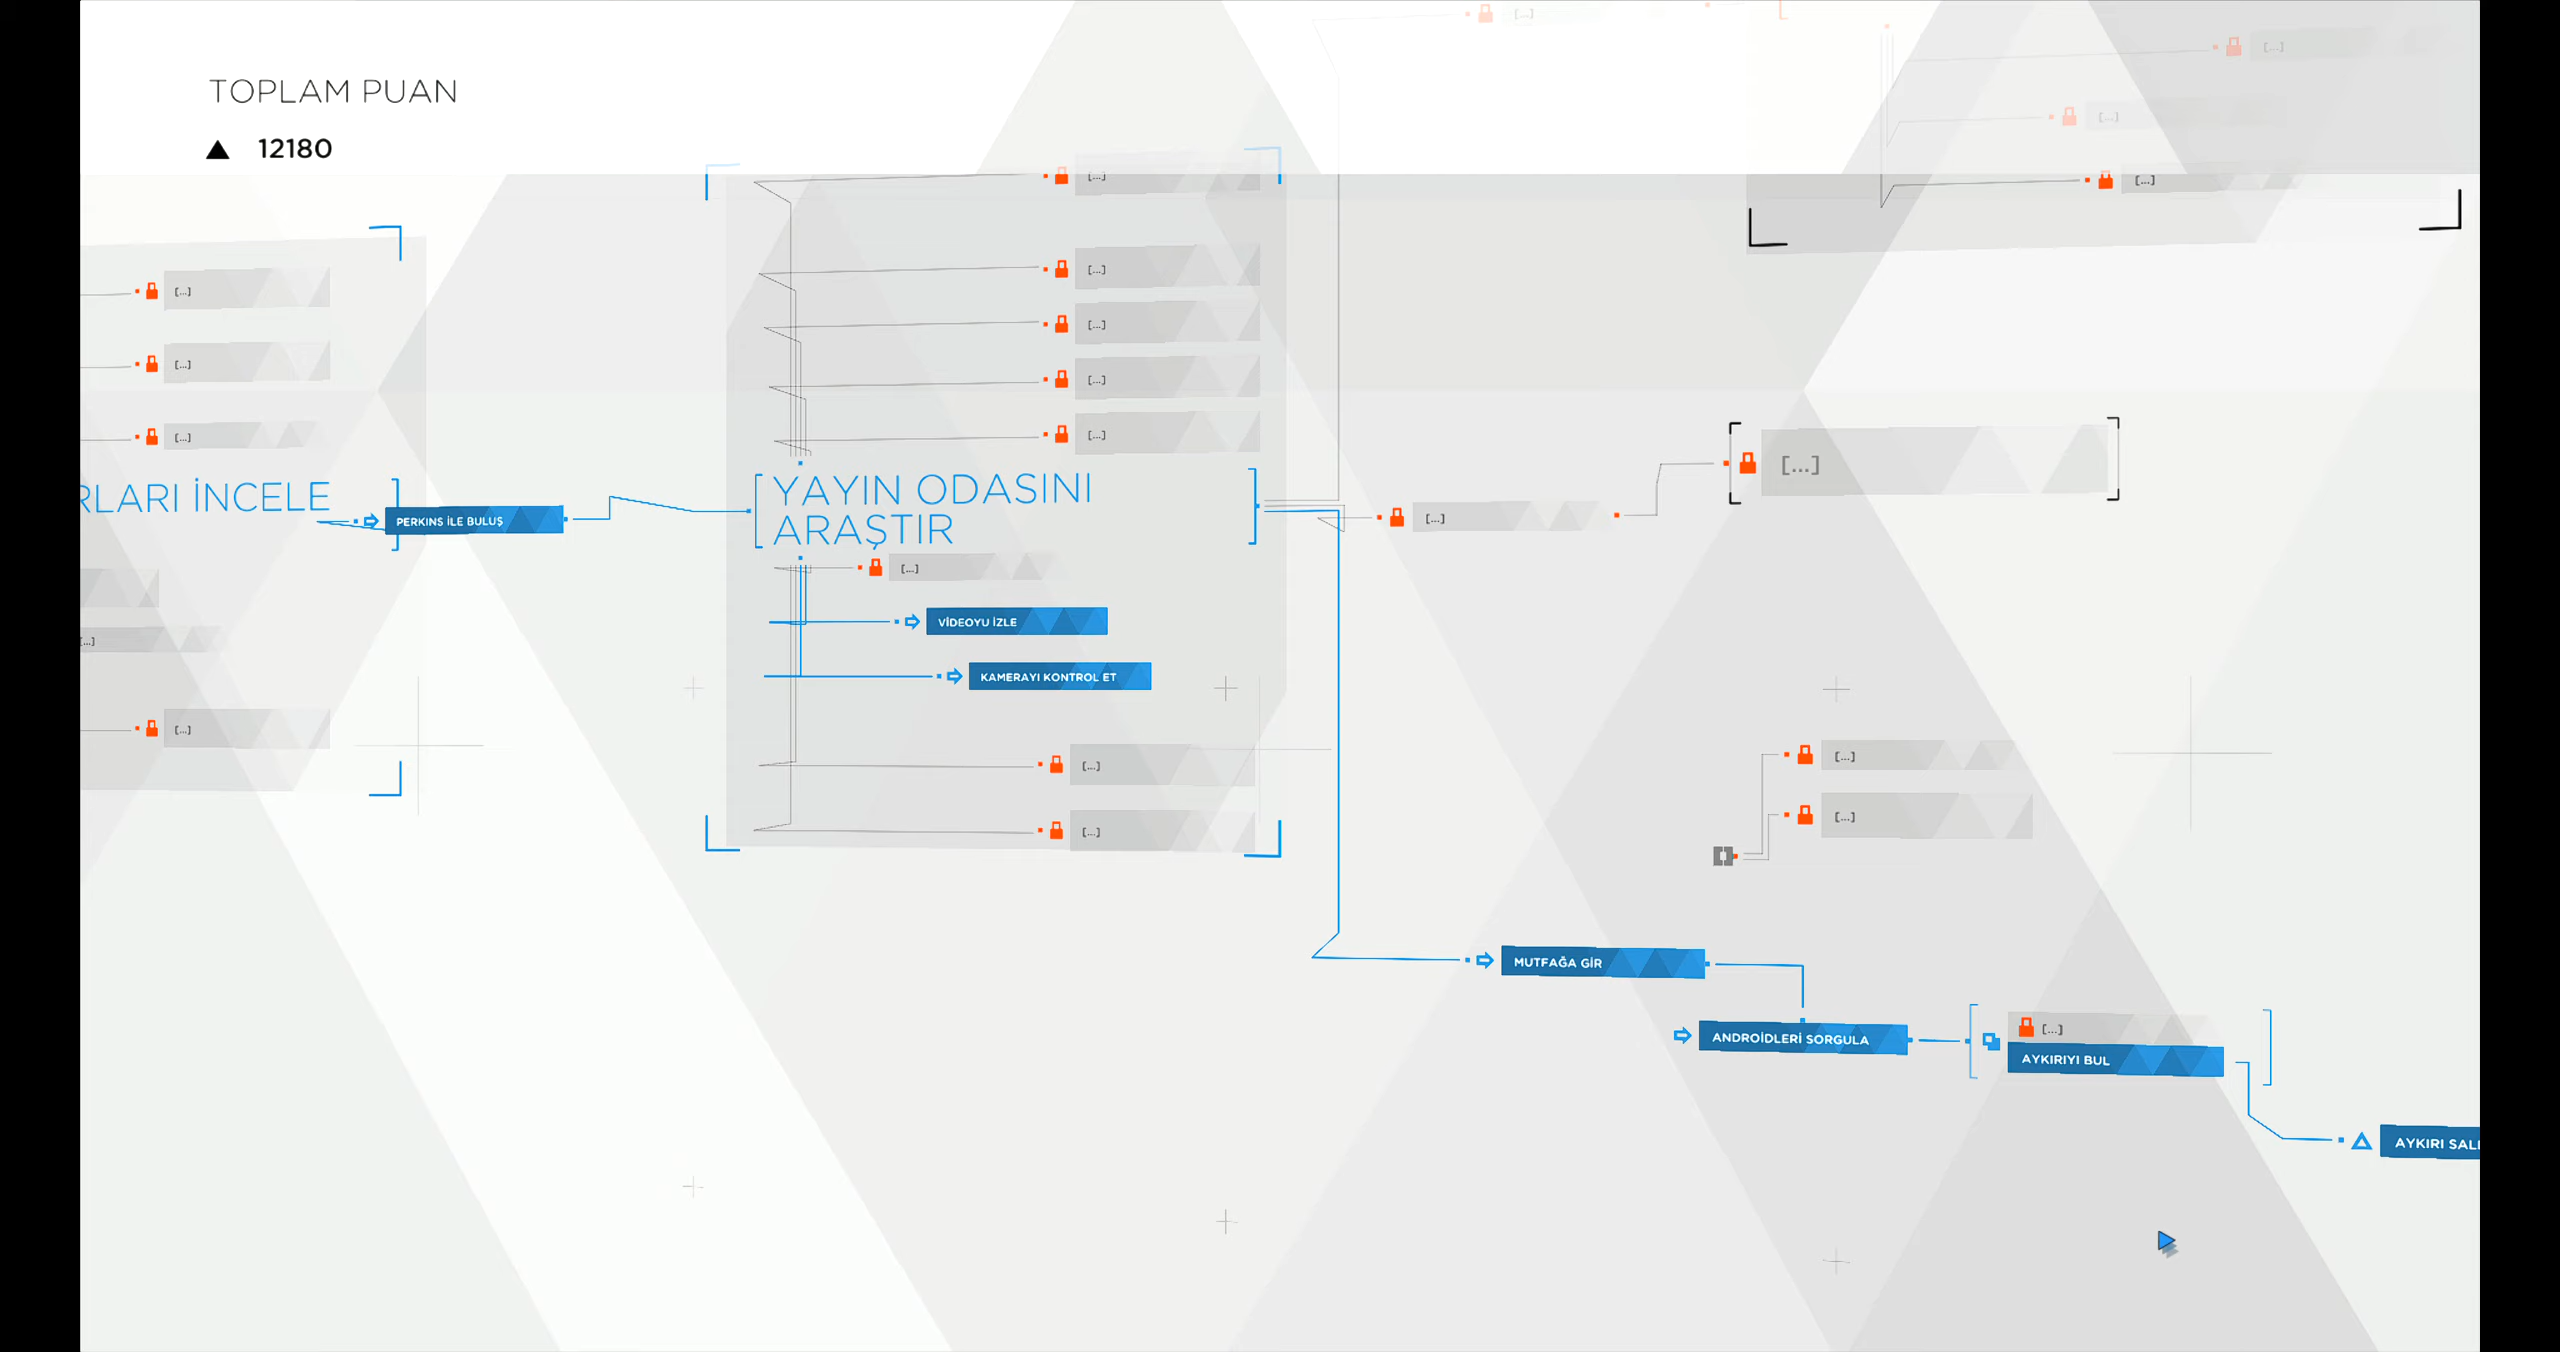 TOPLAM PUAN
12180
[...]
[...]
[...]
[...]
[...]
[...]
[...]
[...]
[...]
[...]
[...]
[...]
[...]
RLARI İNCELE
PERKINS İLE BULUŞ
YAYIN ODASINI
ARAŞTIR
[...]
[...]
[...]
VİDEOYU İZLE
[...]
KAMERAYI KONTROL ET
[...]
[...]
[...]
[...]
[...]
MUTFAĞA GİR
ANDROİDLERİ SORGULA
[...]
AYKIRIYI BUL
AYKIRI SAL